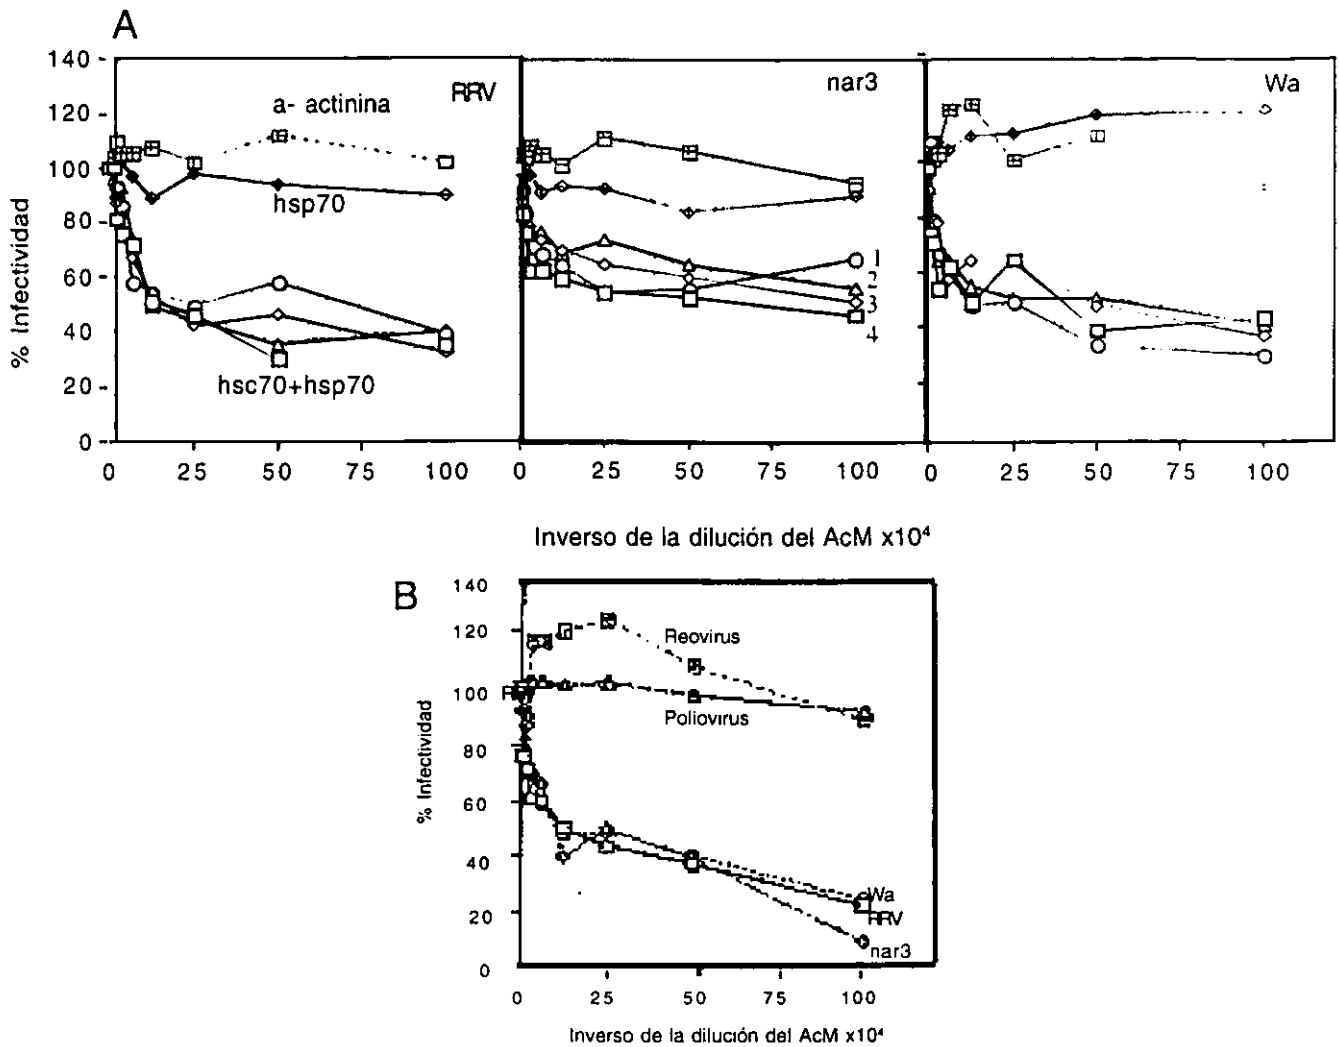 A
140
120
100
80
60
40
20
0
% Infectividad
RRV
a- actinina
hsp70
hsc70+hsp70
0 25 50 75 100
nar3
1
2
3
4
0 25 50 75 100
Wa
0 25 50 75 100
Inverso de la dilución del AcM x10⁴
B
140
120
100
80
60
40
20
0
% Infectividad
Reovirus
Poliovirus
Wa
RRV
nar3
0 25 50 75 100
Inverso de la dilución del AcM x10⁴